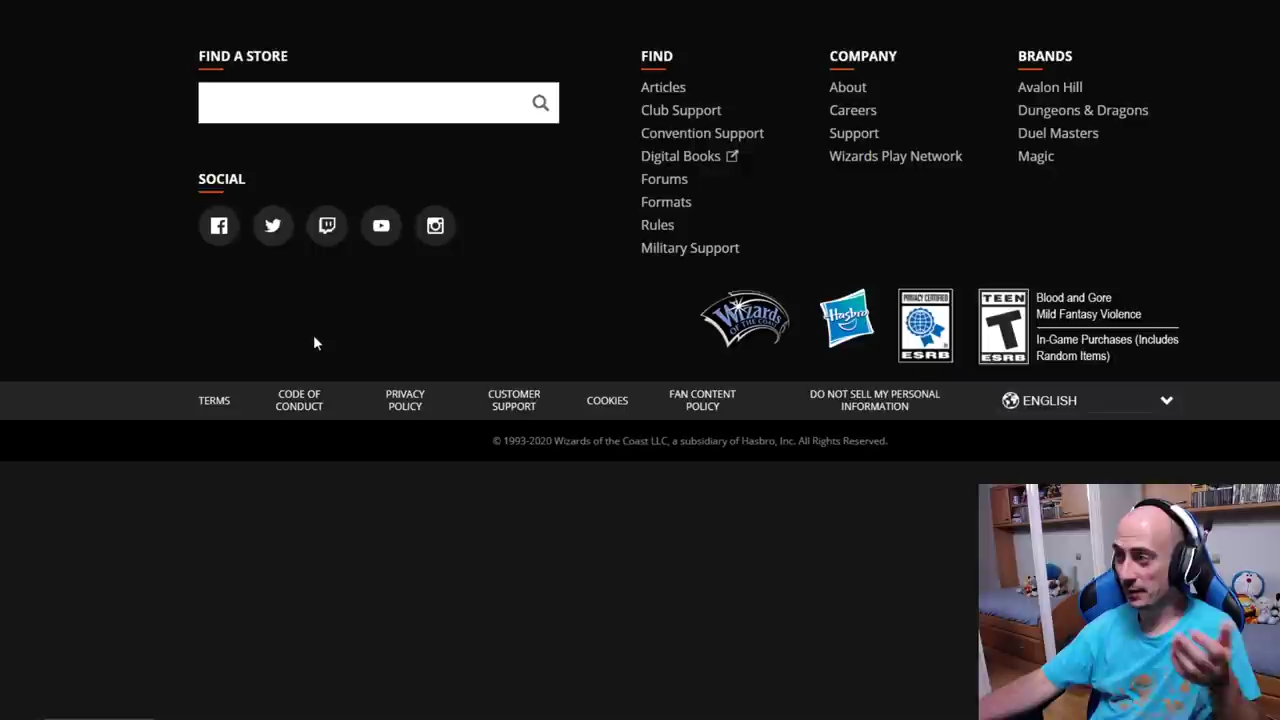 FIND A STORE
SOCIAL
FIND
Articles
Club Support
Convention Support
Digital Books
Forums
Formats
Rules
Military Support
COMPANY
About
Careers
Support
Wizards Play Network
BRANDS
Avalon Hill
Dungeons & Dragons
Duel Masters
Magic
Wizards
OF THE COAST
Hasbro
PRIVACY CERTIFIED
ESRB
TEEN
T
ESRB
Blood and Gore
Mild Fantasy Violence
In-Game Purchases (Includes
Random Items)
TERMS
CODE OF
CONDUCT
PRIVACY
POLICY
CUSTOMER
SUPPORT
COOKIES
FAN CONTENT
POLICY
DO NOT SELL MY PERSONAL
INFORMATION
ENGLISH
© 1993-2020 Wizards of the Coast LLC, a subsidiary of Hasbro, Inc. All Rights Reserved.